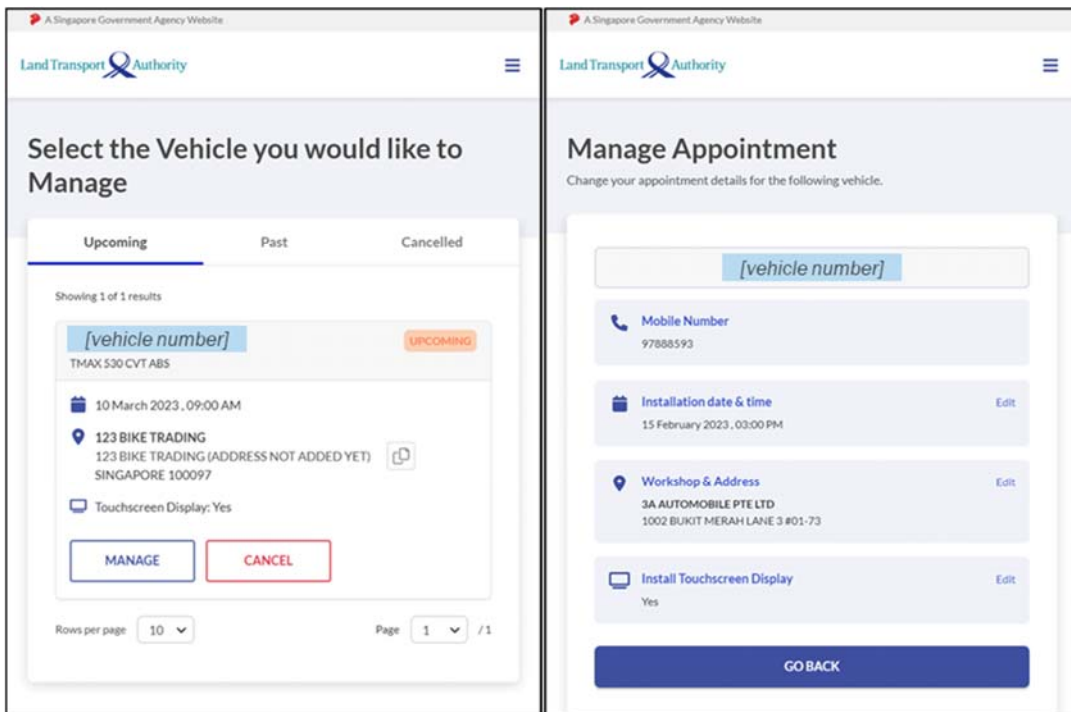 A Singapore Government Agency Website
Land Transport Authority
Select the Vehicle you would like to
Manage
Upcoming Past Cancelled
Showing 1 of 1 results
[vehicle number]
UPCOMING
TMAX 530 CVT ABS
10 March 2023 , 09:00 AM
123 BIKE TRADING
123 BIKE TRADING (ADDRESS NOT ADDED YET)
SINGAPORE 100097
Touchscreen Display: Yes
MANAGE CANCEL
Rows per page 10 Page 1 / 1
A Singapore Government Agency Website
Land Transport Authority
Manage Appointment
Change your appointment details for the following vehicle.
[vehicle number]
Mobile Number
97888593
Installation date & time Edit
15 February 2023 , 03:00 PM
Workshop & Address Edit
3A AUTOMOBILE PTE LTD
1002 BUKIT MERAH LANE 3 #01-73
Install Touchscreen Display Edit
Yes
GO BACK